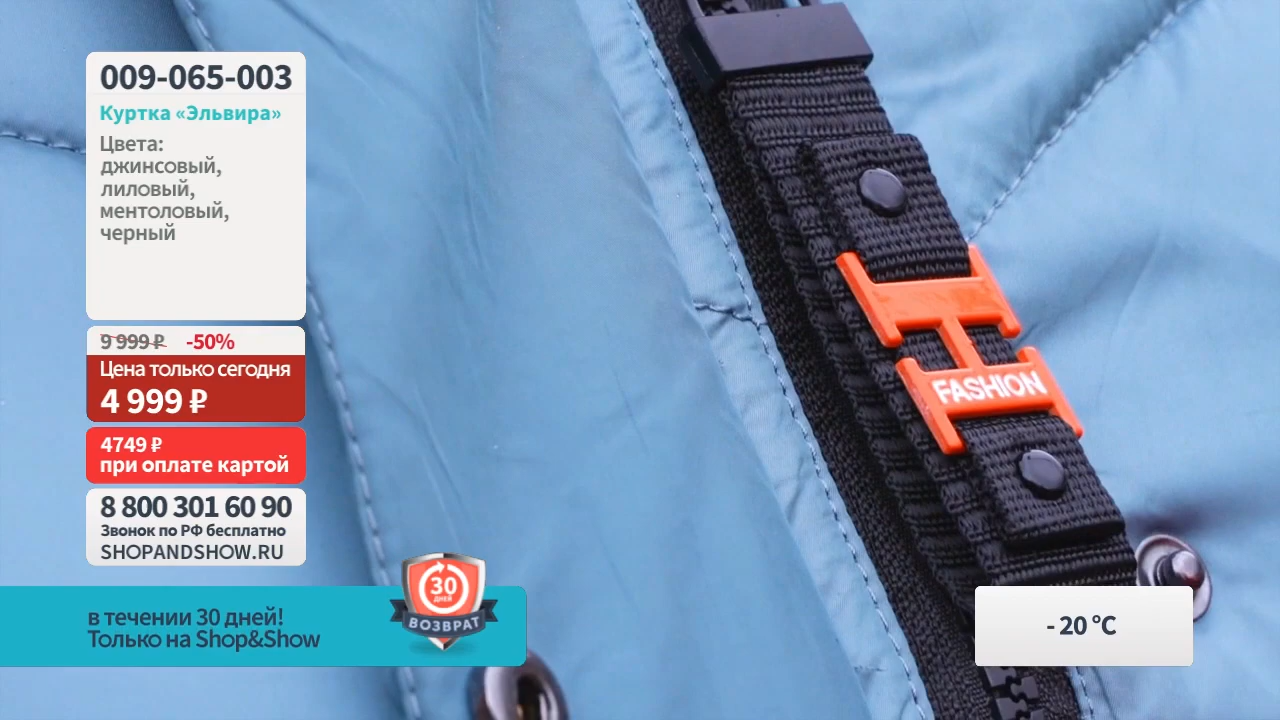 009-065-003
Куртка «Эльвира»
Цвета:
джинсовый,
лиловый,
ментоловый,
черный
9 999 ₽ -50%
Цена только сегодня
4 999 ₽
4749 ₽
при оплате картой
8 800 301 60 90
Звонок по РФ бесплатно
SHOPANDSHOW.RU
в течении 30 дней!
Только на Shop&Show
30
ДНЕЙ
ВОЗВРАТ
FASHION
- 20 °C